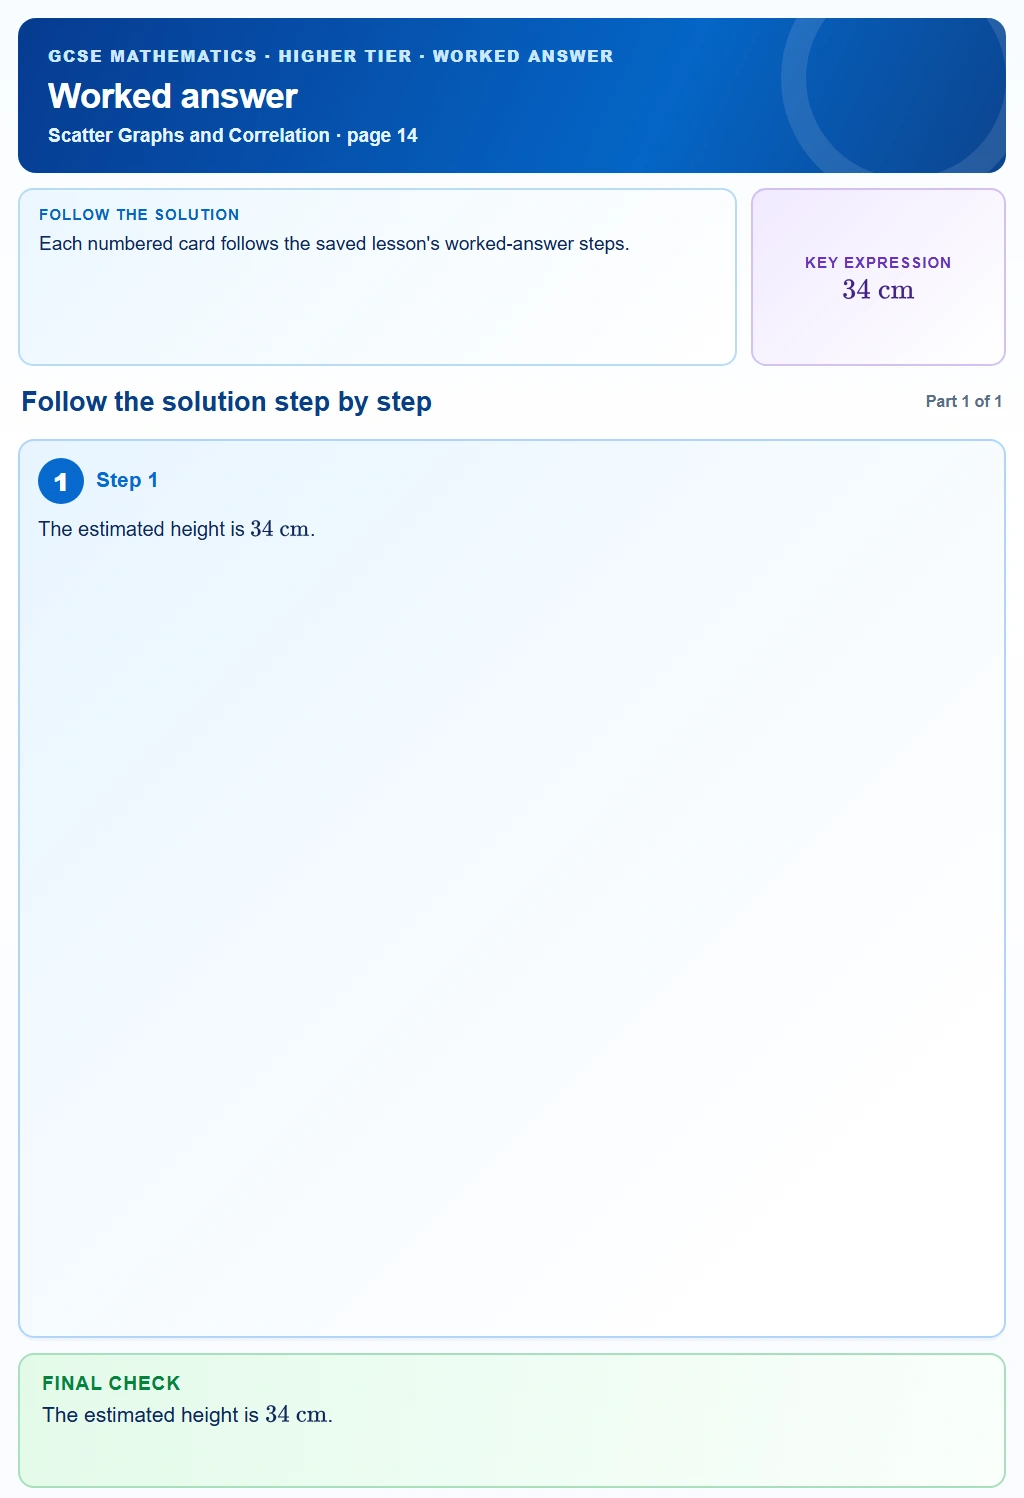 GCSE MATHEMATICS · HIGHER TIER · WORKED ANSWER
Worked answer
Scatter Graphs and Correlation · page 14
FOLLOW THE SOLUTION
Each numbered card follows the saved lesson's worked-answer steps.
KEY EXPRESSION
34 cm
Follow the solution step by step
Part 1 of 1
1 Step 1
The estimated height is 34 cm.
FINAL CHECK
The estimated height is 34 cm.